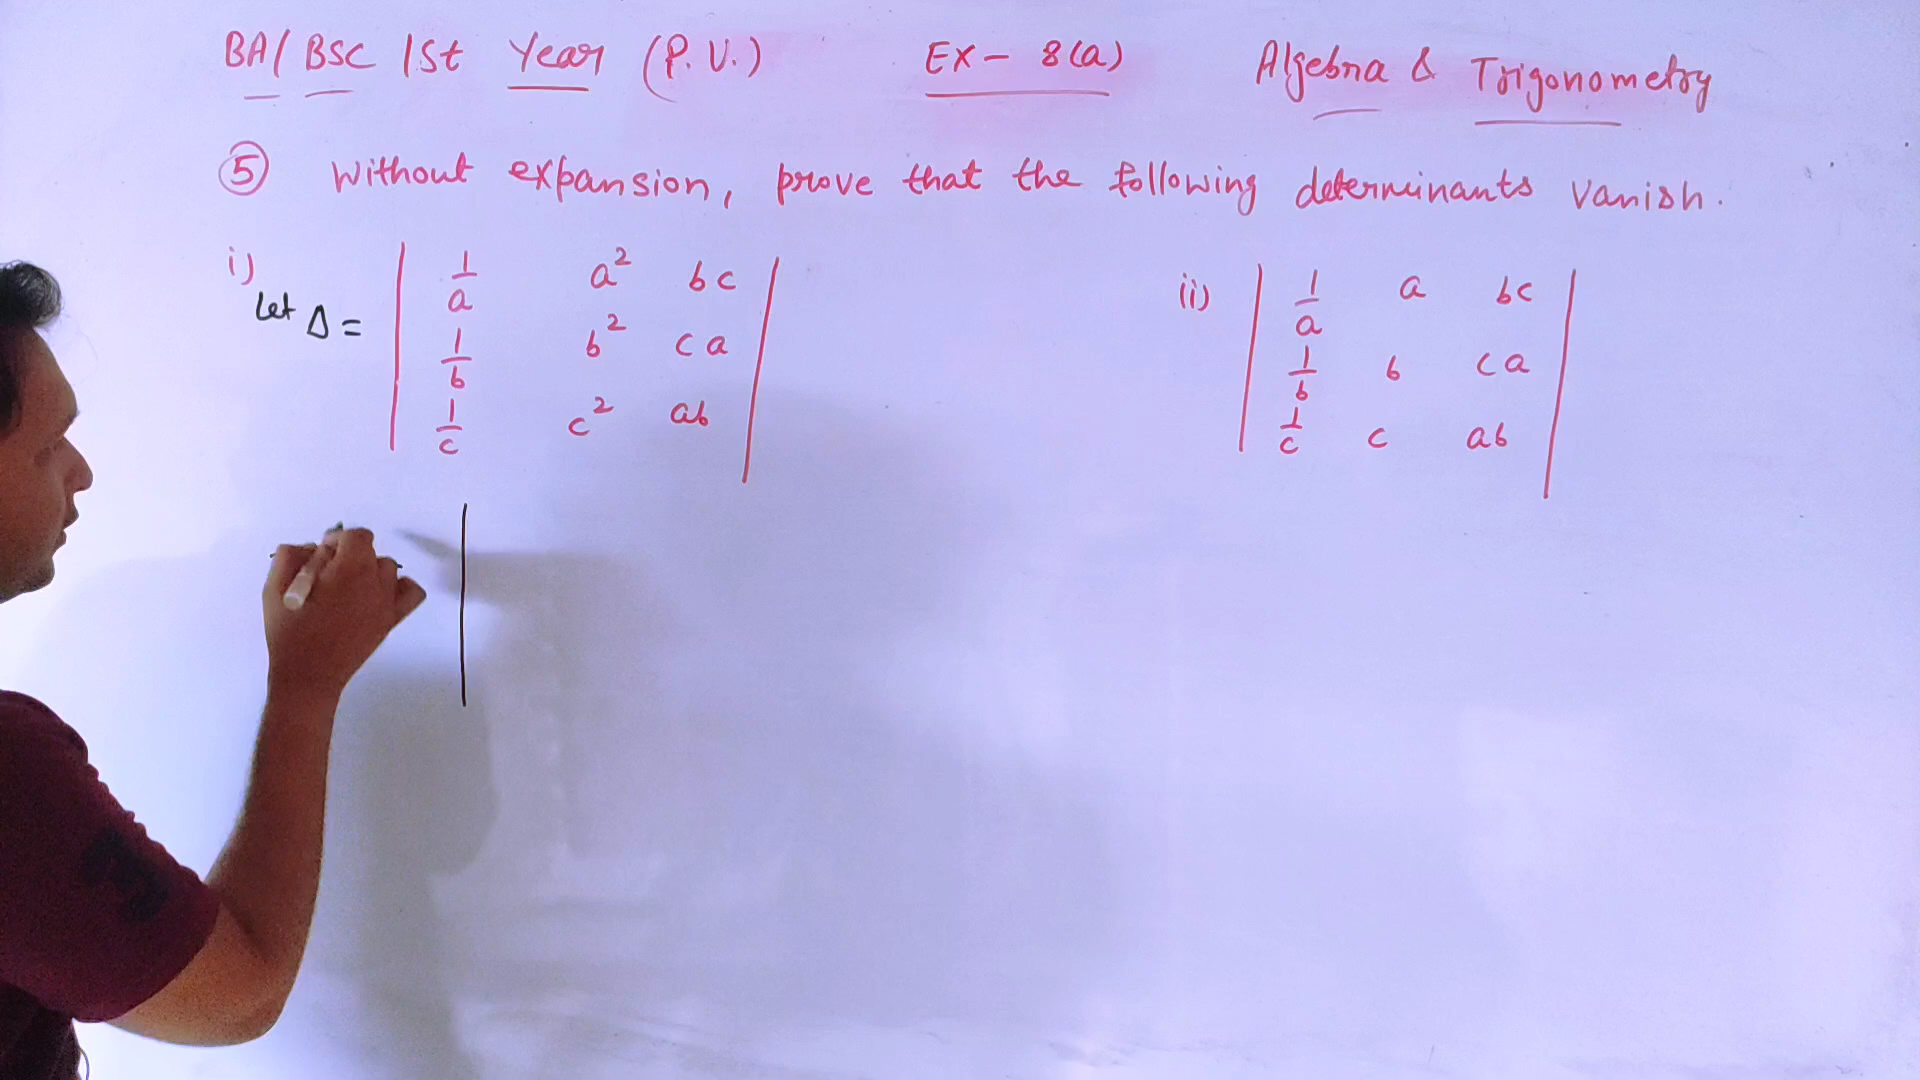 BA/ BSC 1St Year (P. U.) EX - 8(a) Algebra & Trigonometry
5 Without expansion, prove that the following determinants vanish.
i) Let Δ = | 1/a a² bc |
| 1/b b² ca |
| 1/c c² ab |
ii) | 1/a a bc |
| 1/b b ca |
| 1/c c ab |